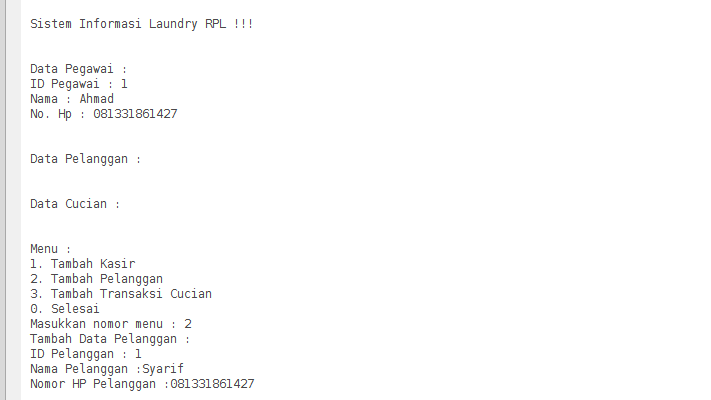 Sistem Informasi Laundry RPL !!!
Data Pegawai :
ID Pegawai : 1
Nama : Ahmad
No. Hp : 081331861427
Data Pelanggan :
Data Cucian :
Menu :
1. Tambah Kasir
2. Tambah Pelanggan
3. Tambah Transaksi Cucian
0. Selesai
Masukkan nomor menu : 2
Tambah Data Pelanggan :
ID Pelanggan : 1
Nama Pelanggan :Syarif
Nomor HP Pelanggan :081331861427